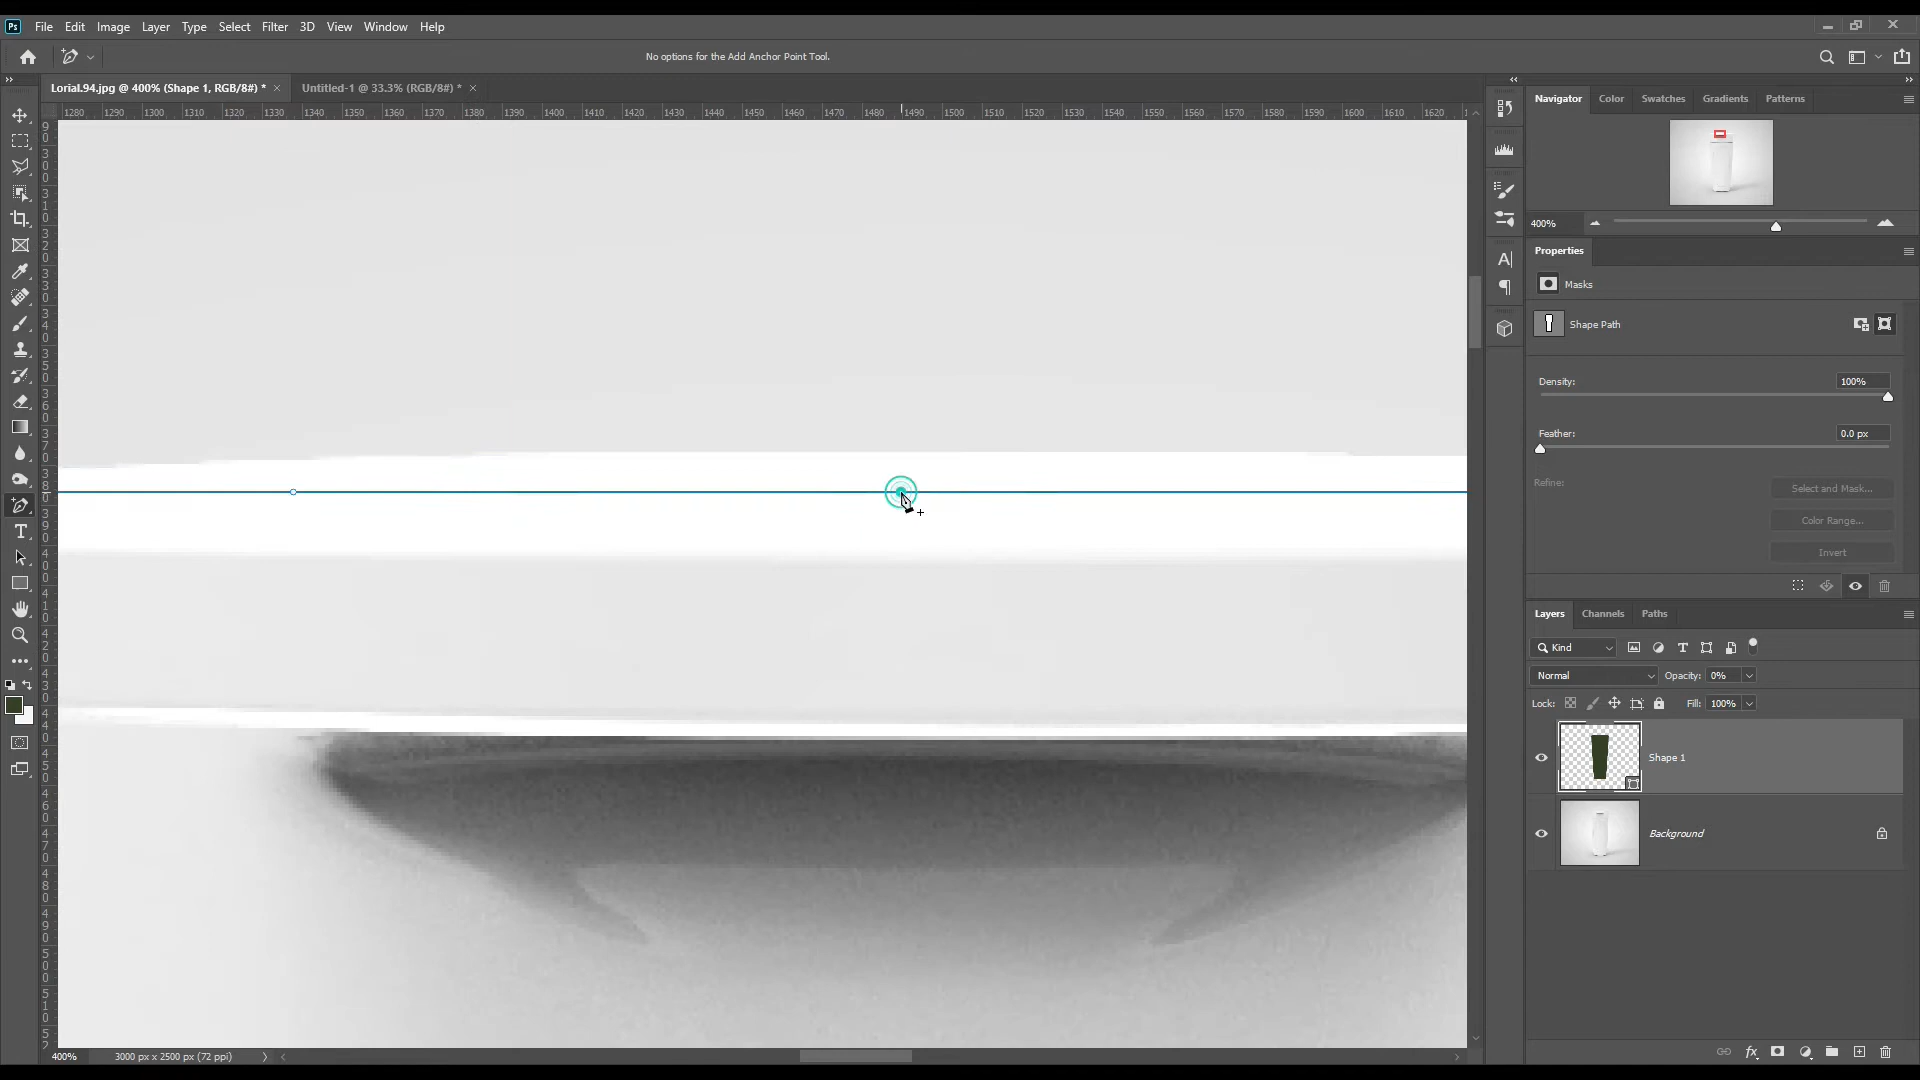 Ps File Edit Image Layer Type Select Filter 3D View Window Help
No options for the Add Anchor Point Tool.
Lorial.94.jpg @ 400% (Shape 1, RGB/8#) * × Untitled-1 @ 33.3% (RGB/8#) * ×
1280 1290 1300 1310 1320 1330 1340 1350 1360 1370 1380 1390 1400 1410 1420 1430 1440 1450 1460 1470 1480 1490 1500 1510 1520 1530 1540 1550 1560 1570 1580 1590 1600 1610 1620
Navigator Color Swatches Gradients Patterns
400%
Properties
Masks
Shape Path
Density: 100%
Feather: 0.0 px
Refine: Select and Mask...
Color Range...
Invert
Layers Channels Paths
Kind
Normal Opacity: 0%
Lock: Fill: 100%
Shape 1
Background
400% 3000 px x 2500 px (72 ppi)